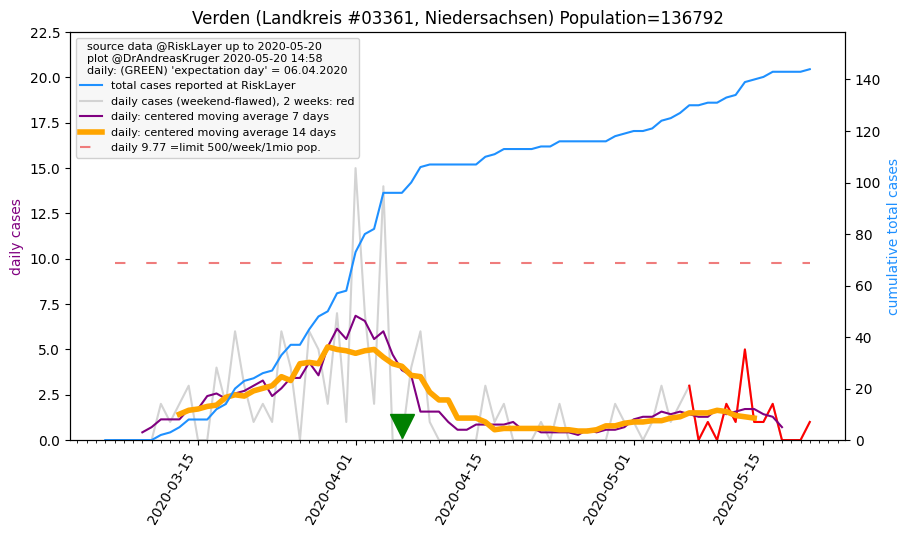 Verden (Landkreis #03361, Niedersachsen) Population=136792
source data @RiskLayer up to 2020-05-20
plot @DrAndreasKruger 2020-05-20 14:58
daily: (GREEN) 'expectation day' = 06.04.2020
total cases reported at RiskLayer
daily cases (weekend-flawed), 2 weeks: red
daily: centered moving average 7 days
daily: centered moving average 14 days
daily 9.77 =limit 500/week/1mio pop.
daily cases
22.5
20.0
17.5
15.0
12.5
10.0
7.5
5.0
2.5
0.0
cumulative total cases
140
120
100
80
60
40
20
0
2020-03-15
2020-04-01
2020-04-15
2020-05-01
2020-05-15